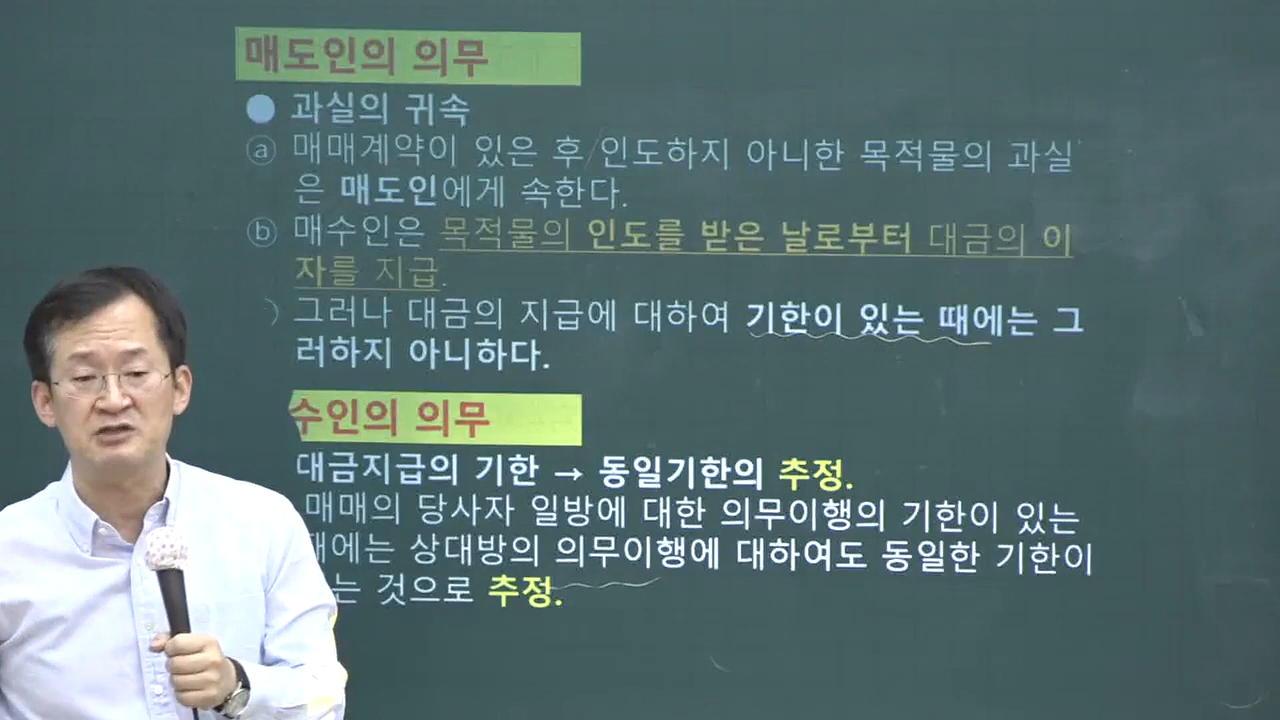 매도인의 의무
● 과실의 귀속
ⓐ 매매계약이 있은 후/인도하지 아니한 목적물의 과실
은 매도인에게 속한다.
ⓑ 매수인은 목적물의 인도를 받은 날로부터 대금의 이
자를 지급.
) 그러나 대금의 지급에 대하여 기한이 있는 때에는 그
러하지 아니하다.
수인의 의무
대금지급의 기한 → 동일기한의 추정.
매매의 당사자 일방에 대한 의무이행의 기한이 있는
때에는 상대방의 의무이행에 대하여도 동일한 기한이
는 것으로 추정.